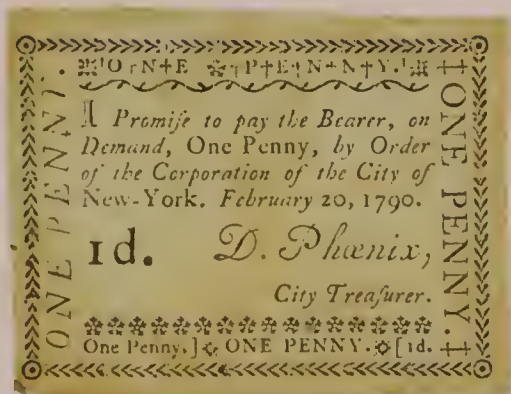 ONE PENNY.
O N E P E N N Y.
I Promiſe to pay the Bearer, on
Demand, One Penny, by Order
of the Corporation of the City of
New-York. February 20, 1790.
1d. D. Phœnix,
City Treaſurer.
One Penny.] ONE PENNY. [1d.
ONE PENNY.